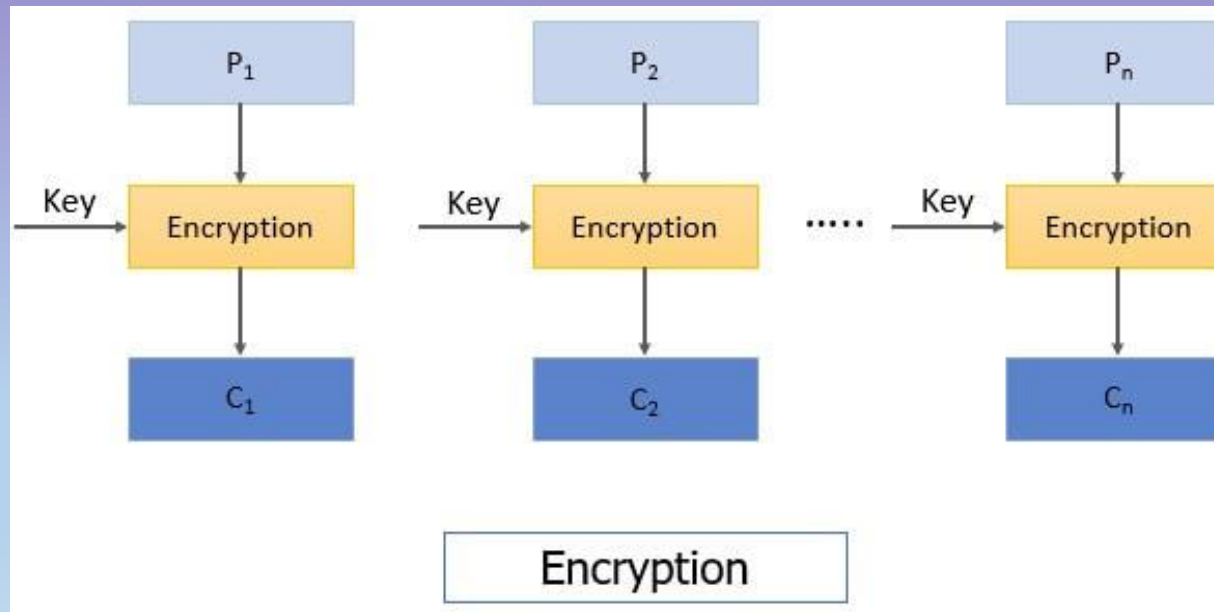 P₁ P₂ Pₙ
Key Encryption Key Encryption ..... Key Encryption
C₁ C₂ Cₙ
Encryption